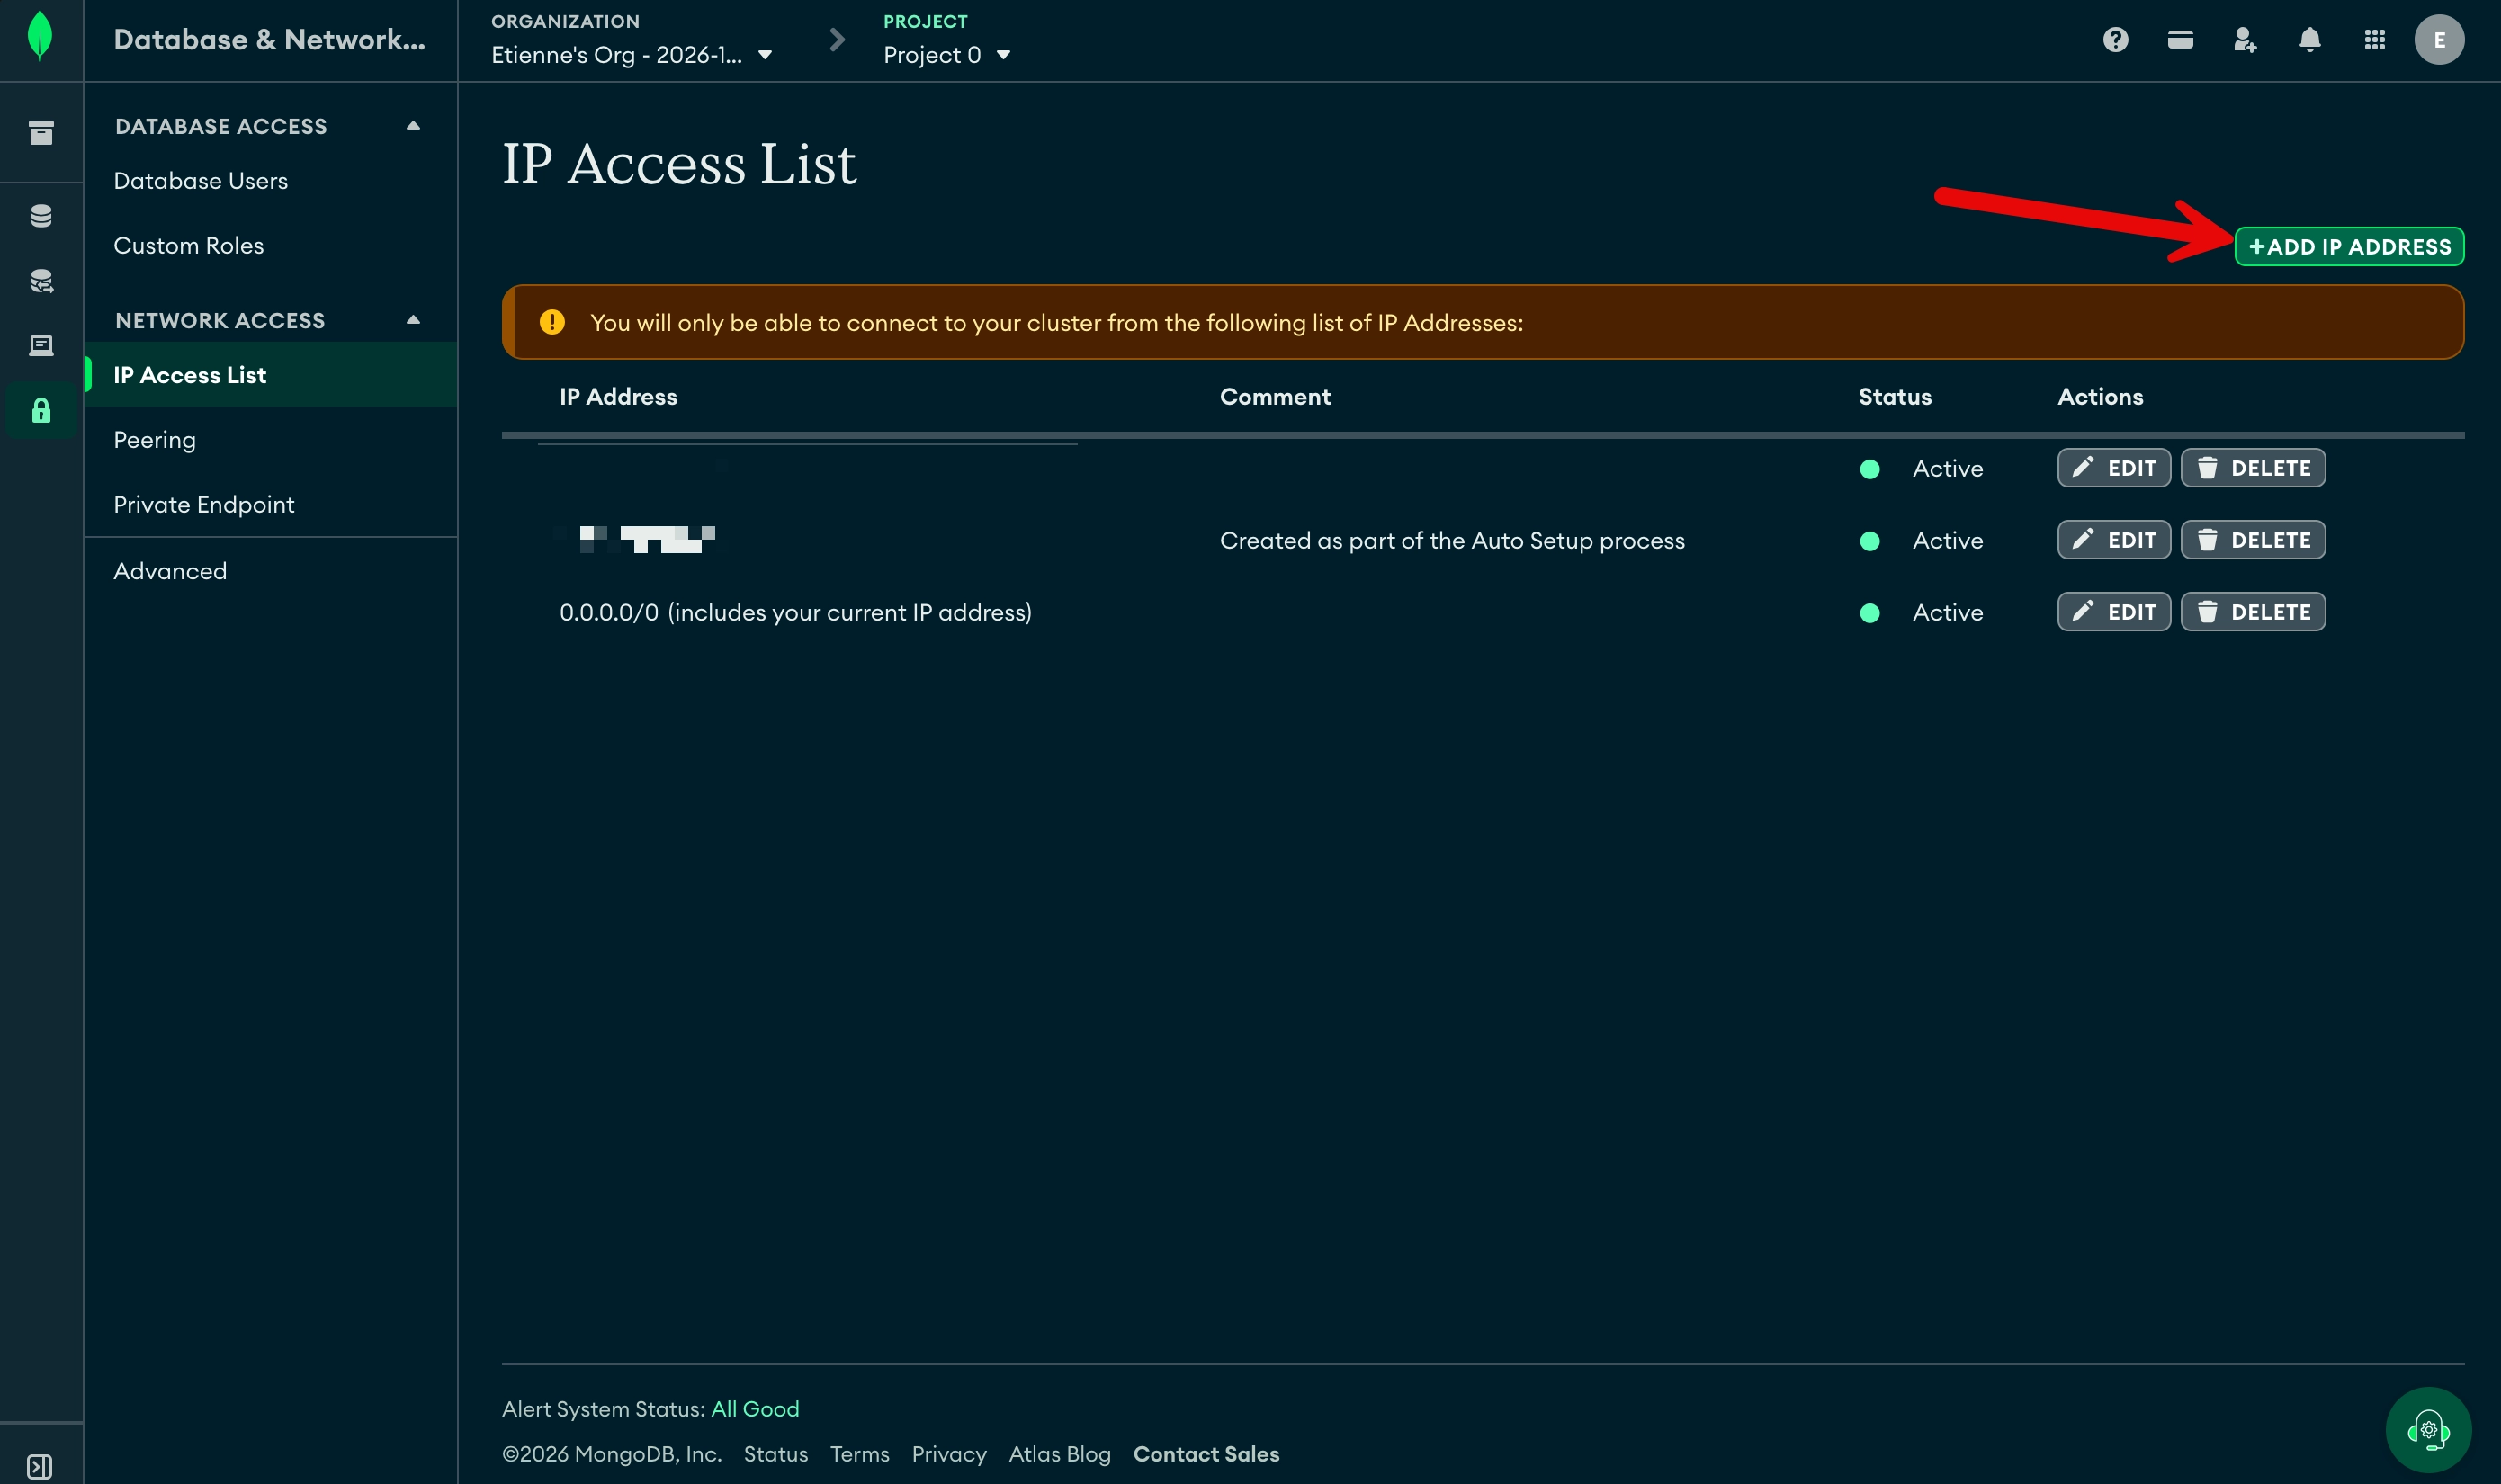 Database & Network...
ORGANIZATION
Etienne's Org - 2026-1...
PROJECT
Project 0
E
DATABASE ACCESS
Database Users
Custom Roles
NETWORK ACCESS
IP Access List
Peering
Private Endpoint
Advanced
IP Access List
+ADD IP ADDRESS
You will only be able to connect to your cluster from the following list of IP Addresses:
IP Address Comment Status Actions
Active EDIT DELETE
Created as part of the Auto Setup process Active EDIT DELETE
0.0.0.0/0 (includes your current IP address) Active EDIT DELETE
Alert System Status: All Good
©2026 MongoDB, Inc. Status Terms Privacy Atlas Blog Contact Sales